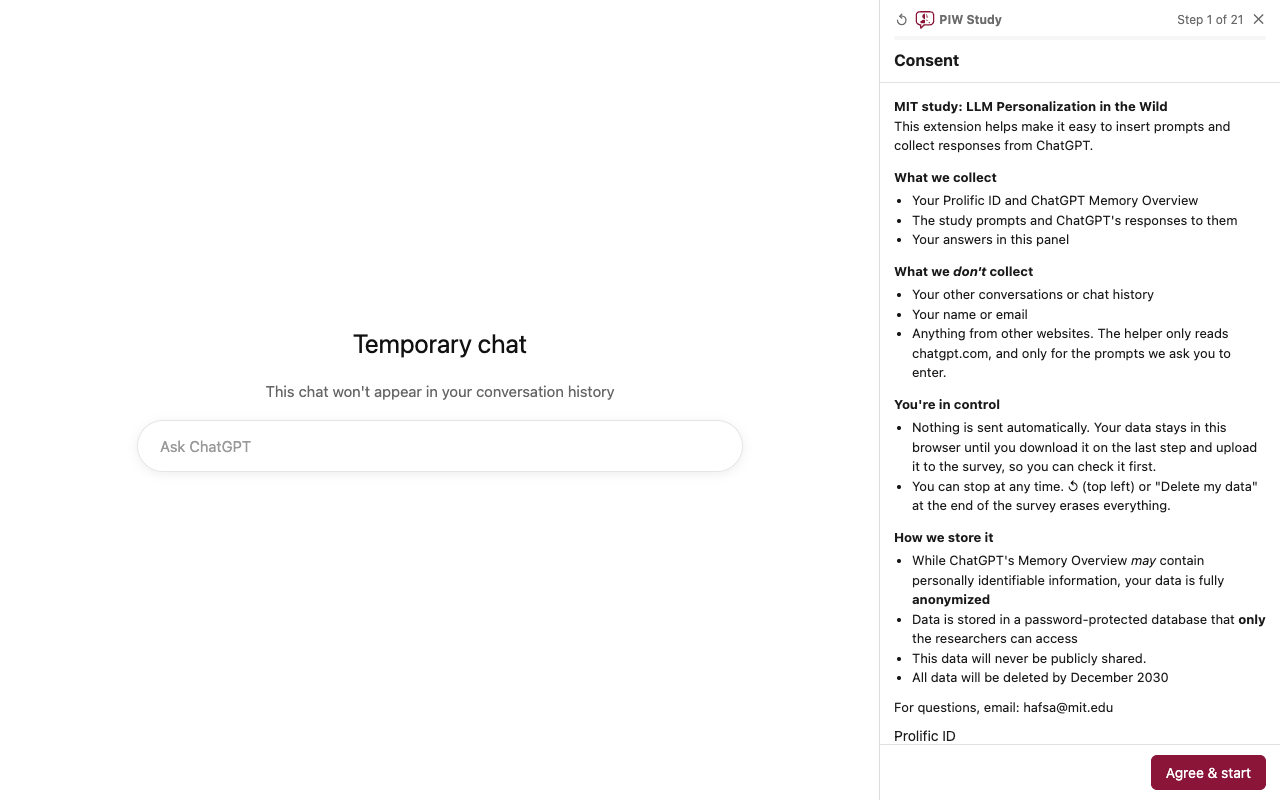 Temporary chat
This chat won't appear in your conversation history
Ask ChatGPT
PIW Study
Step 1 of 21
Consent
MIT study: LLM Personalization in the Wild
This extension helps make it easy to insert prompts and
collect responses from ChatGPT.
What we collect
• Your Prolific ID and ChatGPT Memory Overview
• The study prompts and ChatGPT's responses to them
• Your answers in this panel
What we don't collect
• Your other conversations or chat history
• Your name or email
• Anything from other websites. The helper only reads
chatgpt.com, and only for the prompts we ask you to
enter.
You're in control
• Nothing is sent automatically. Your data stays in this
browser until you download it on the last step and upload
it to the survey, so you can check it first.
• You can stop at any time. ↺ (top left) or "Delete my data"
at the end of the survey erases everything.
How we store it
• While ChatGPT's Memory Overview may contain
personally identifiable information, your data is fully
anonymized
• Data is stored in a password-protected database that only
the researchers can access
• This data will never be publicly shared.
• All data will be deleted by December 2030
For questions, email: hafsa@mit.edu
Prolific ID
Agree & start